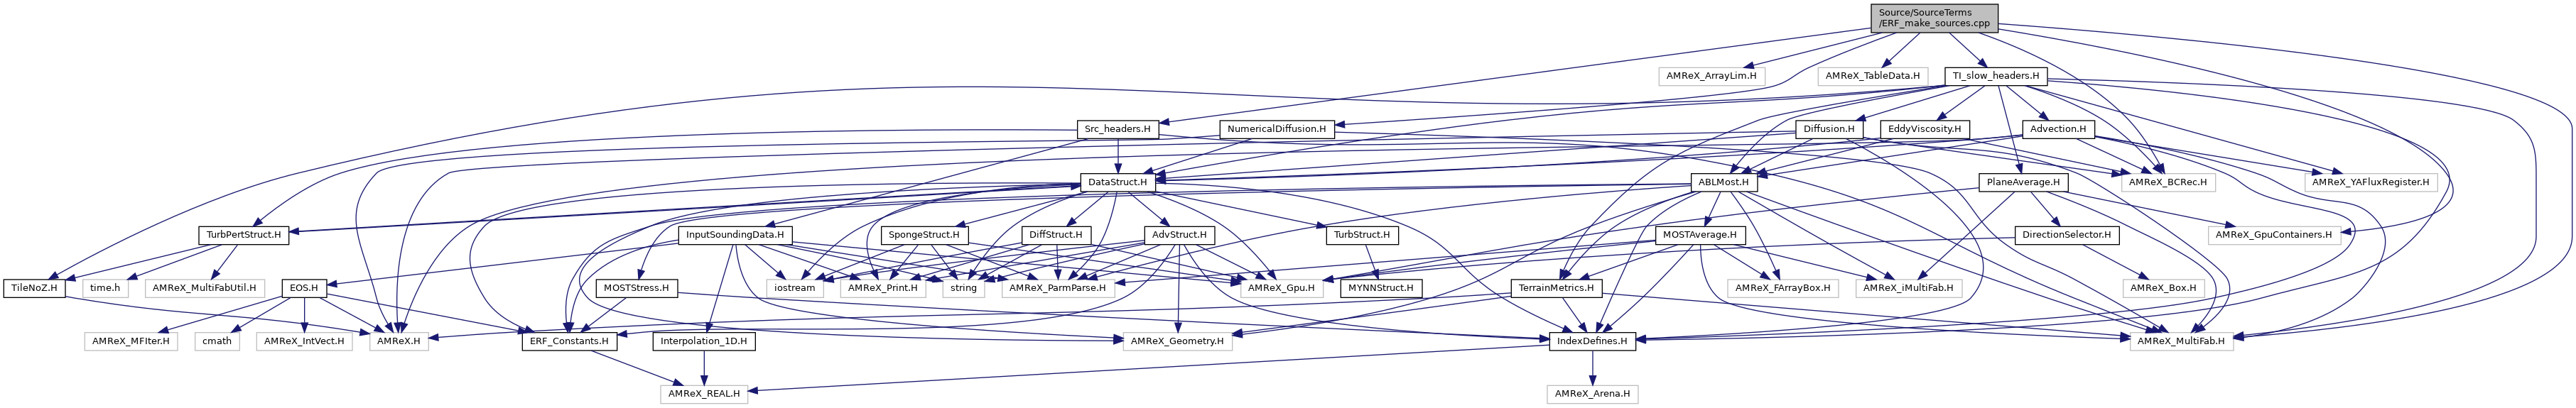 Source/SourceTerms
/ERF_make_sources.cpp
AMReX_ArrayLim.H
AMReX_TableData.H
TI_slow_headers.H
Src_headers.H
NumericalDiffusion.H
Diffusion.H
EddyViscosity.H
Advection.H
DataStruct.H
ABLMost.H
PlaneAverage.H
AMReX_BCRec.H
AMReX_YAFluxRegister.H
TurbPertStruct.H
InputSoundingData.H
SpongeStruct.H
DiffStruct.H
AdvStruct.H
TurbStruct.H
MOSTAverage.H
DirectionSelector.H
AMReX_GpuContainers.H
TileNoZ.H
time.h
AMReX_MultiFabUtil.H
EOS.H
MOSTStress.H
iostream
AMReX_Print.H
string
AMReX_ParmParse.H
AMReX_Gpu.H
MYNNStruct.H
TerrainMetrics.H
AMReX_FArrayBox.H
AMReX_iMultiFab.H
AMReX_Box.H
AMReX_MFIter.H
cmath
AMReX_IntVect.H
AMReX.H
ERF_Constants.H
Interpolation_1D.H
AMReX_Geometry.H
IndexDefines.H
AMReX_MultiFab.H
AMReX_REAL.H
AMReX_Arena.H